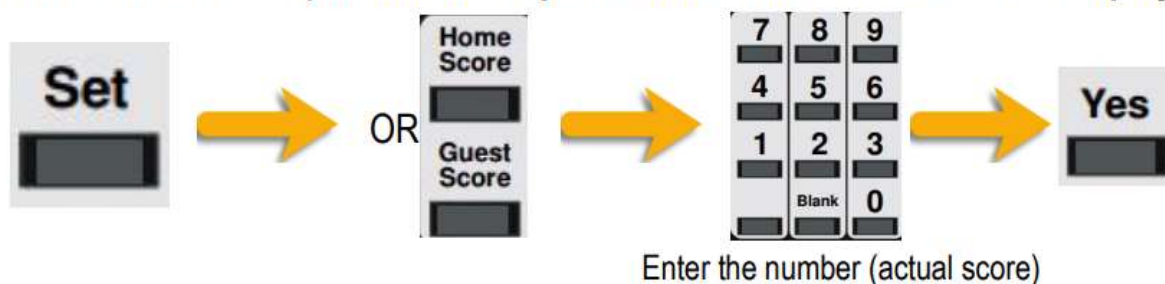 Set
OR
Home
Score
Guest
Score
7 8 9
4 5 6
1 2 3
Blank 0
Yes
Enter the number (actual score)